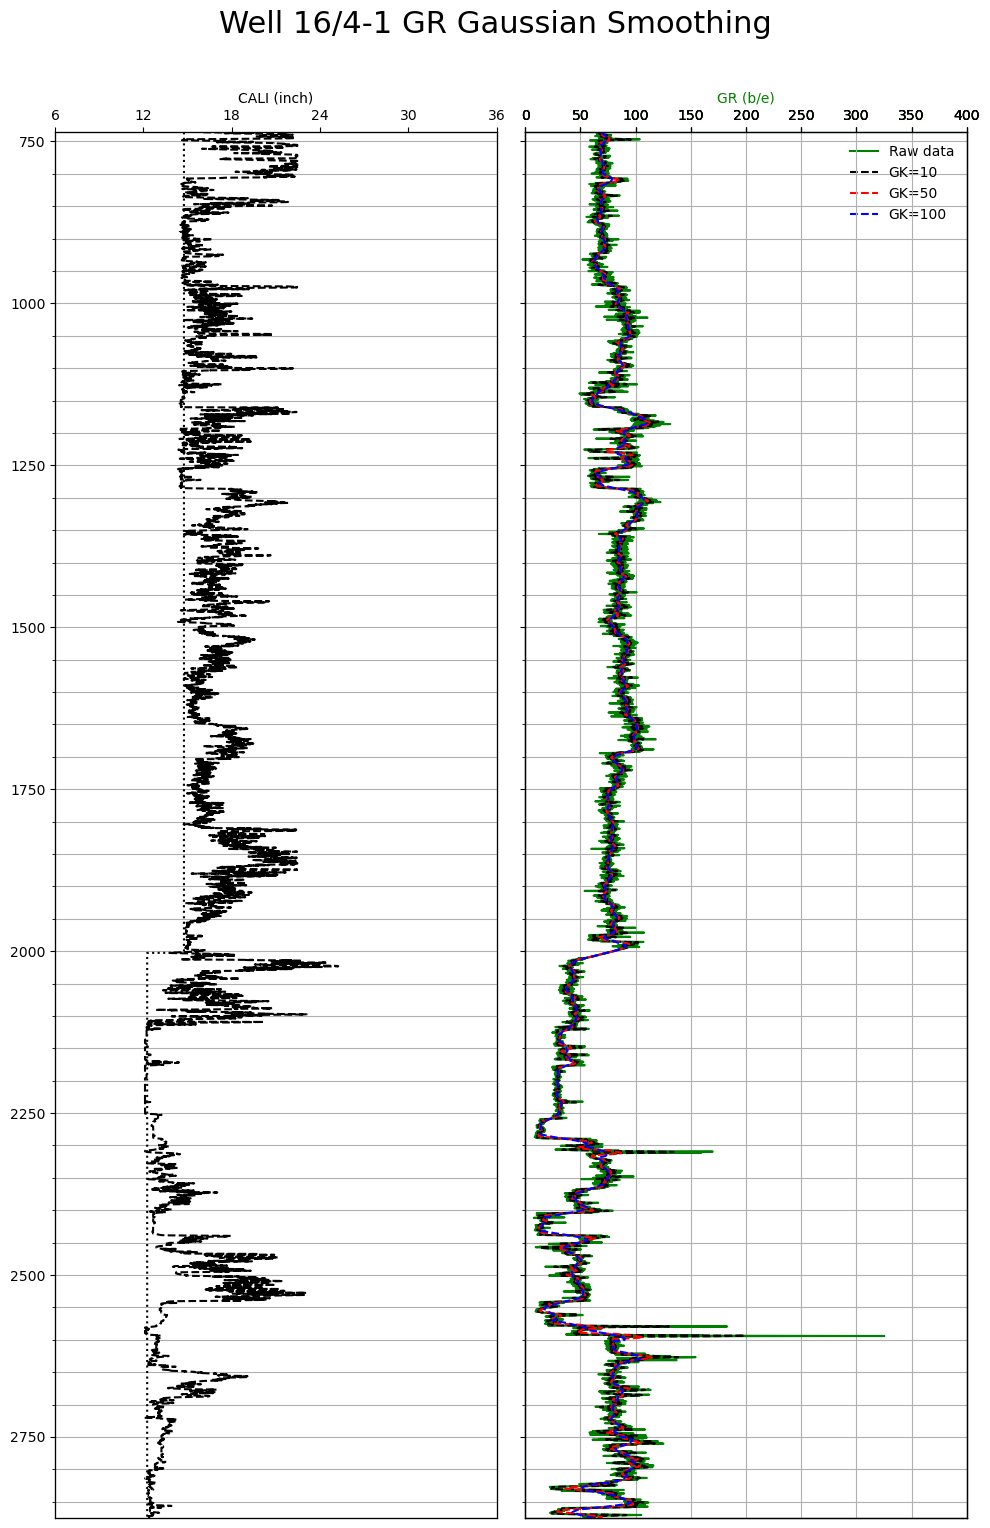 Well 16/4-1 GR Gaussian Smoothing
CALI (inch)
GR (b/e)
6 12 18 24 30 36
0 50 100 150 200 250 300 350 400
Raw data
GK=10
GK=50
GK=100
750
1000
1250
1500
1750
2000
2250
2500
2750